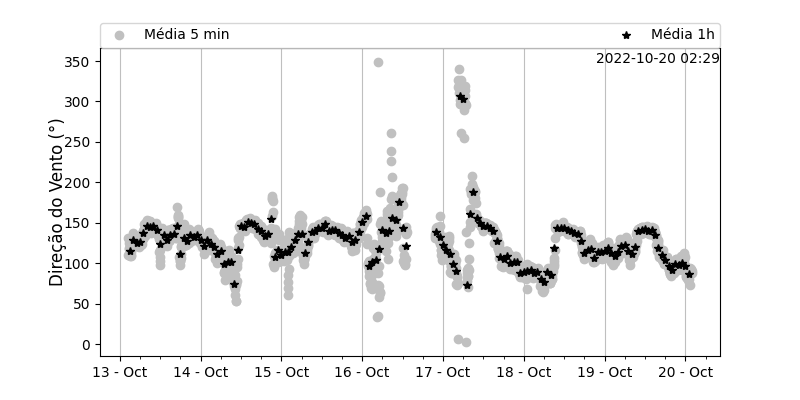 Média 5 min
Média 1h
2022-10-20 02:29
Direção do Vento (°)
350
300
250
200
150
100
50
0
13 - Oct
14 - Oct
15 - Oct
16 - Oct
17 - Oct
18 - Oct
19 - Oct
20 - Oct